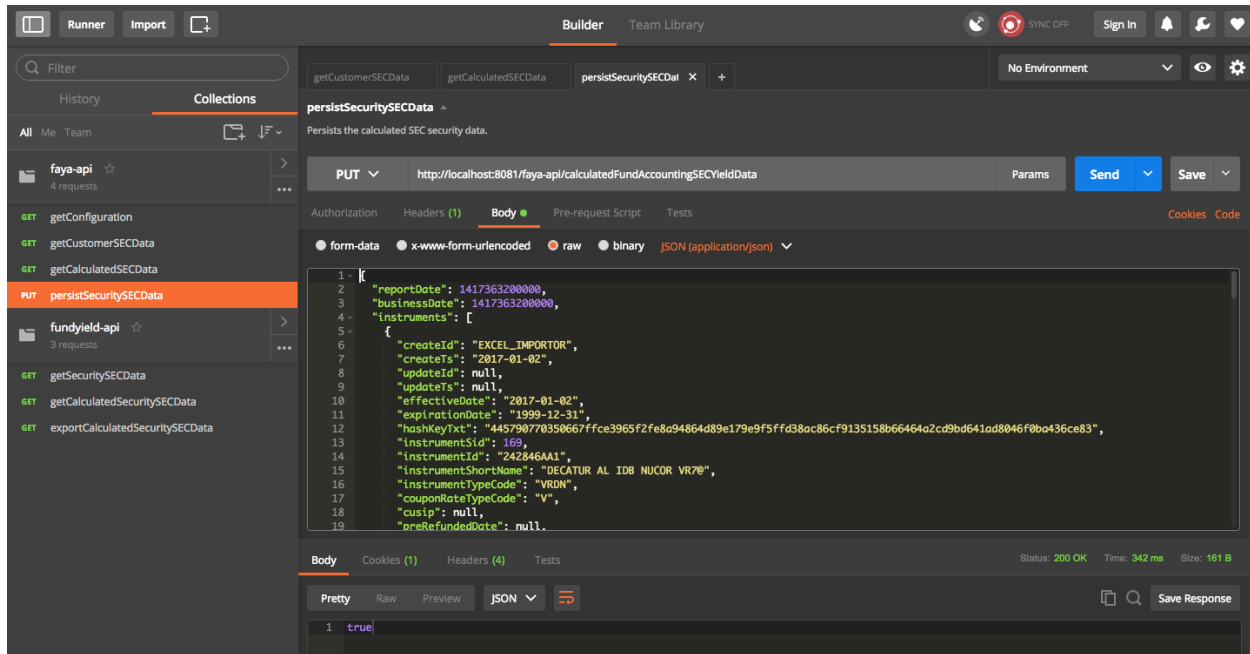 Runner Import Builder Team Library SYNC OFF Sign In
Filter
History Collections
All Me Team
faya-api
4 requests
GET getConfiguration
GET getCustomerSECData
GET getCalculatedSECData
PUT persistSecuritySECData
fundyield-api
3 requests
GET getSecuritySECData
GET getCalculatedSecuritySECData
GET exportCalculatedSecuritySECData
getCustomerSECData getCalculatedSECData persistSecuritySECDat × +
No Environment
persistSecuritySECData
Persists the calculated SEC security data.
PUT http://localhost:8081/faya-api/calculatedFundAccountingSECYieldData Params Send Save
Authorization Headers (1) Body Pre-request Script Tests Cookies Code
form-data x-www-form-urlencoded raw binary JSON (application/json)
1 {
2 "reportDate": 1417363200000,
3 "businessDate": 1417363200000,
4 "instruments": [
5 {
6 "createId": "EXCEL_IMPORTOR",
7 "createTs": "2017-01-02",
8 "updateId": null,
9 "updateTs": null,
10 "effectiveDate": "2017-01-02",
11 "expirationDate": "1999-12-31",
12 "hashKeyTxt": "445790770350667ffce3965f2fe8a94864d89e179e9f5ffd38ac86cf9135158b66464a2cd9bd641ad8046f0ba436ce83",
13 "instrumentSid": 169,
14 "instrumentId": "242846AA1",
15 "instrumentShortName": "DECATUR AL IDB NUCOR VR7@",
16 "instrumentTypeCode": "VRDN",
17 "couponRateTypeCode": "V",
18 "cusip": null,
19 "preRefundedDate": null,
Body Cookies (1) Headers (4) Tests Status: 200 OK Time: 342 ms Size: 161 B
Pretty Raw Preview JSON Save Response
1 true